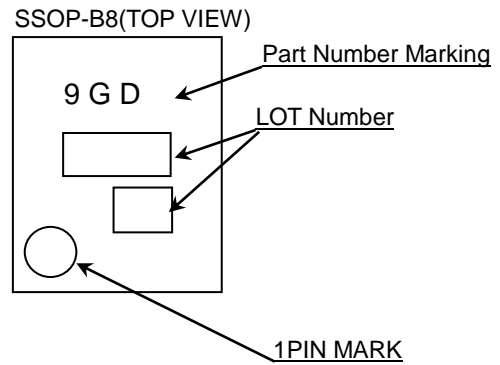 SSOP-B8(TOP VIEW)
Part Number Marking
9 G D
LOT Number
1PIN MARK